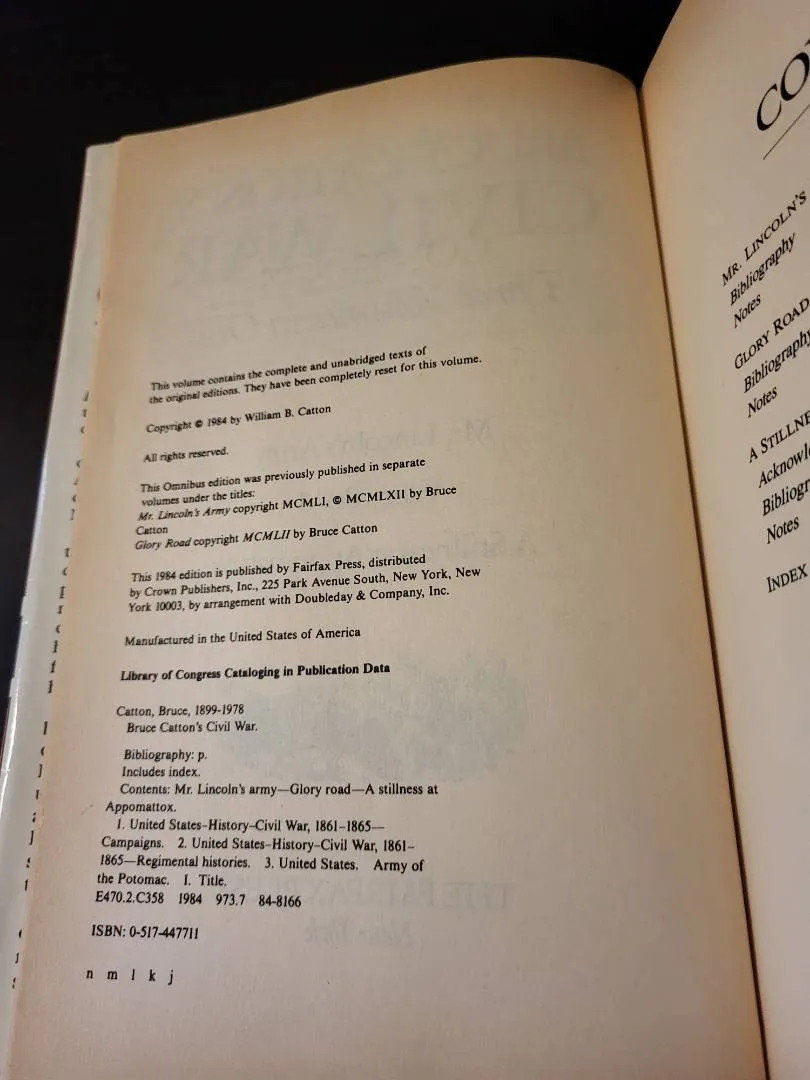 This volume contains the complete and unabridged texts of
the original editions. They have been completely reset for this volume.
Copyright © 1984 by William B. Catton
All rights reserved.
This Omnibus edition was previously published in separate
volumes under the titles:
Mr. Lincoln's Army copyright MCMLI, © MCMLXII by Bruce
Catton
Glory Road copyright MCMLII by Bruce Catton
This 1984 edition is published by Fairfax Press, distributed
by Crown Publishers, Inc., 225 Park Avenue South, New York, New
York 10003, by arrangement with Doubleday & Company, Inc.
Manufactured in the United States of America
Library of Congress Cataloging in Publication Data
Catton, Bruce, 1899-1978
Bruce Catton's Civil War.
Bibliography: p.
Includes index.
Contents: Mr. Lincoln's army—Glory road—A stillness at
Appomattox.
1. United States-History-Civil War, 1861-1865—
Campaigns. 2. United States-History-Civil War, 1861-
1865—Regimental histories. 3. United States. Army of
the Potomac. I. Title.
E470.2.C358 1984 973.7 84-8166
ISBN: 0-517-447711
n m l k j
MR. LINCOLN'S
Bibliography
Notes
GLORY ROAD
Bibliography
Notes
A
Notes
INDEX